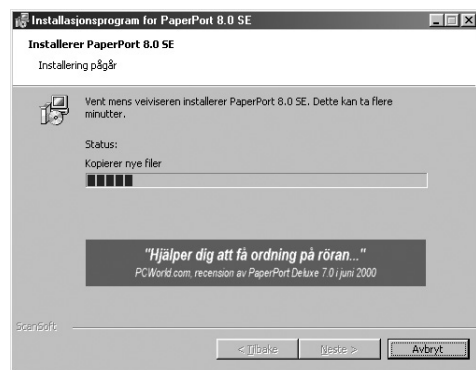 Installasjonsprogram for PaperPort 8.0 SE
Installerer PaperPort 8.0 SE
Installering pågår
Vent mens veiviseren installerer PaperPort 8.0 SE. Dette kan ta flere
minutter.
Status:
Kopierer nye filer
"Hjälper dig att få ordning på röran..."
PCWorld.com, recension av PaperPort Deluxe 7.0 i juni 2000
ScanSoft
< Tilbake
Neste >
Avbryt